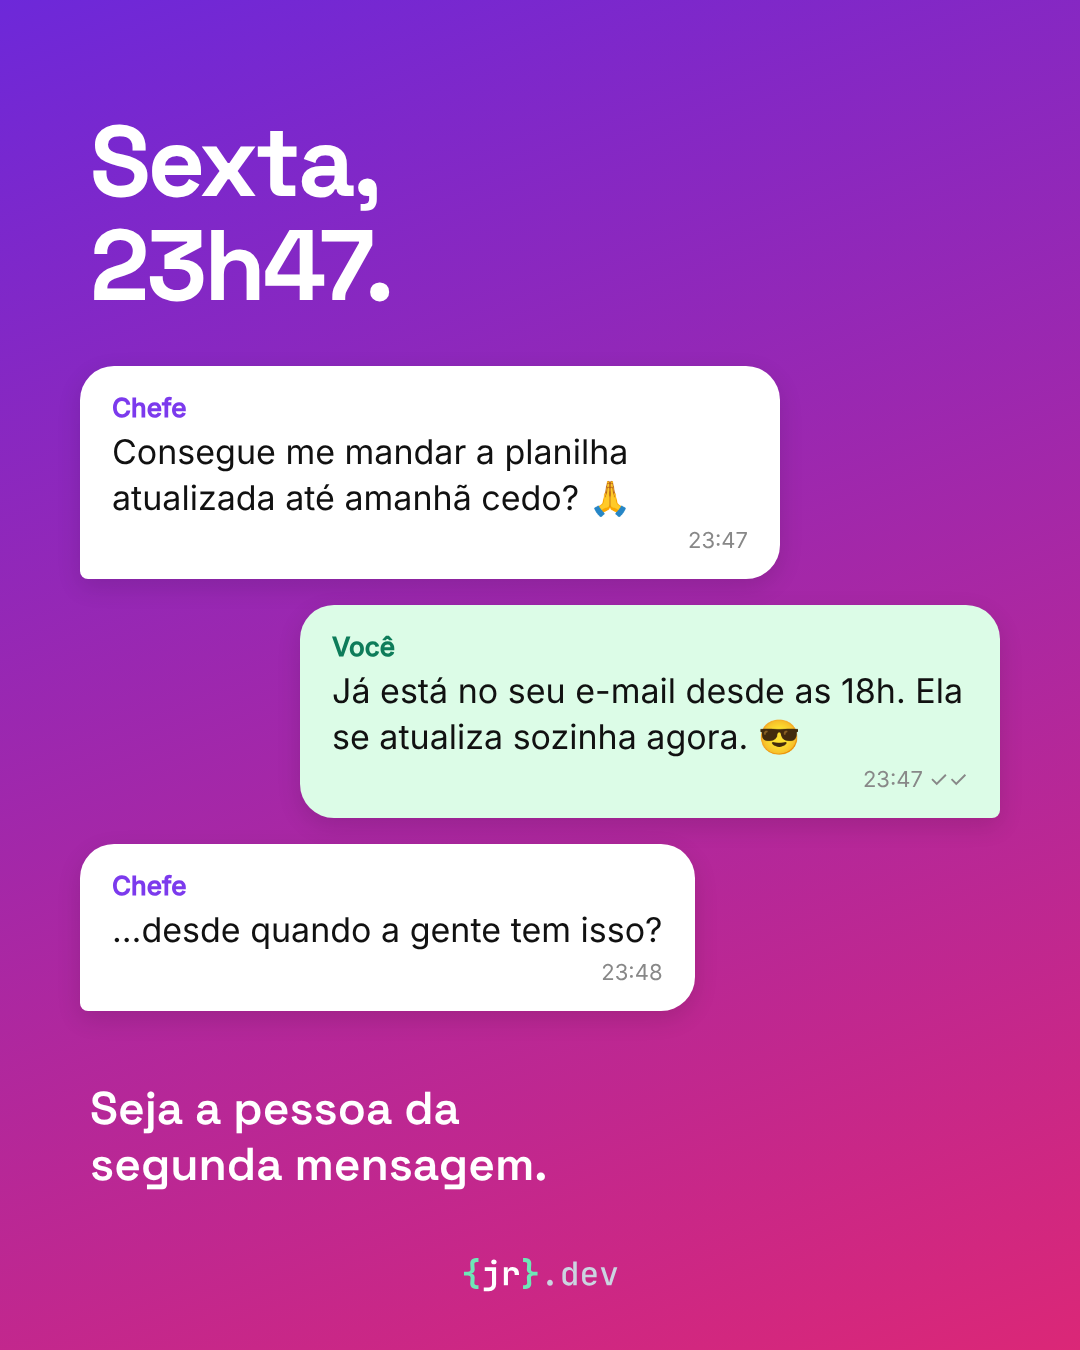 Sexta,
23h47.
Chefe
Consegue me mandar a planilha
atualizada até amanhã cedo? 🙏
23:47
Você
Já está no seu e-mail desde as 18h. Ela
se atualiza sozinha agora. 😎
23:47 ✓✓
Chefe
...desde quando a gente tem isso?
23:48
Seja a pessoa da
segunda mensagem.
{jr}.dev